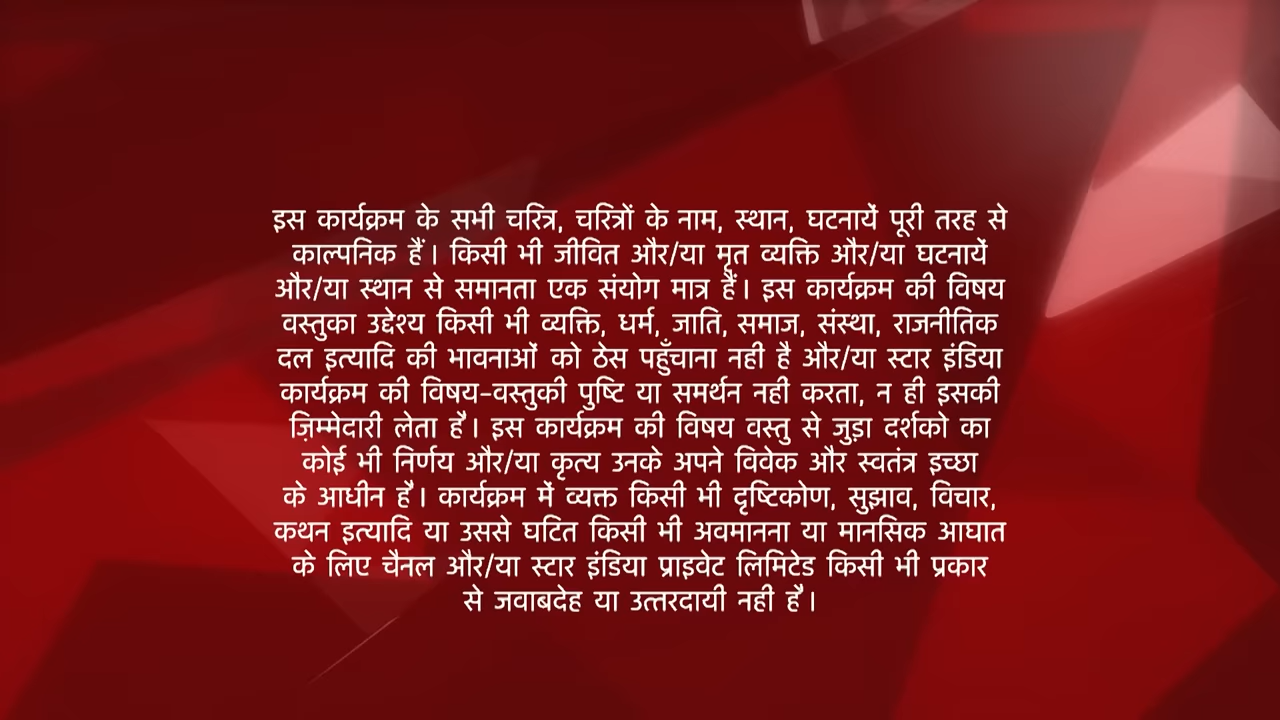 इस कार्यक्रम के सभी चरित्र, चरित्रों के नाम, स्थान, घटनायें पूरी तरह से
काल्पनिक हैं। किसी भी जीवित और/या मृत व्यक्ति और/या घटनायें
और/या स्थान से समानता एक संयोग मात्र हैं। इस कार्यक्रम की विषय
वस्तुका उद्देश्य किसी भी व्यक्ति, धर्म, जाति, समाज, संस्था, राजनीतिक
दल इत्यादि की भावनाओं को ठेस पहुँचाना नही है और/या स्टार इंडिया
कार्यक्रम की विषय-वस्तुकी पुष्टि या समर्थन नही करता, न ही इसकी
ज़िम्मेदारी लेता हैं। इस कार्यक्रम की विषय वस्तु से जुड़ा दर्शको का
कोई भी निर्णय और/या कृत्य उनके अपने विवेक और स्वतंत्र इच्छा
के आधीन हैं। कार्यक्रम में व्यक्त किसी भी दृष्टिकोण, सुझाव, विचार,
कथन इत्यादि या उससे घटित किसी भी अवमानना या मानसिक आघात
के लिए चैनल और/या स्टार इंडिया प्राइवेट लिमिटेड किसी भी प्रकार
से जवाबदेह या उत्तरदायी नही हैं।